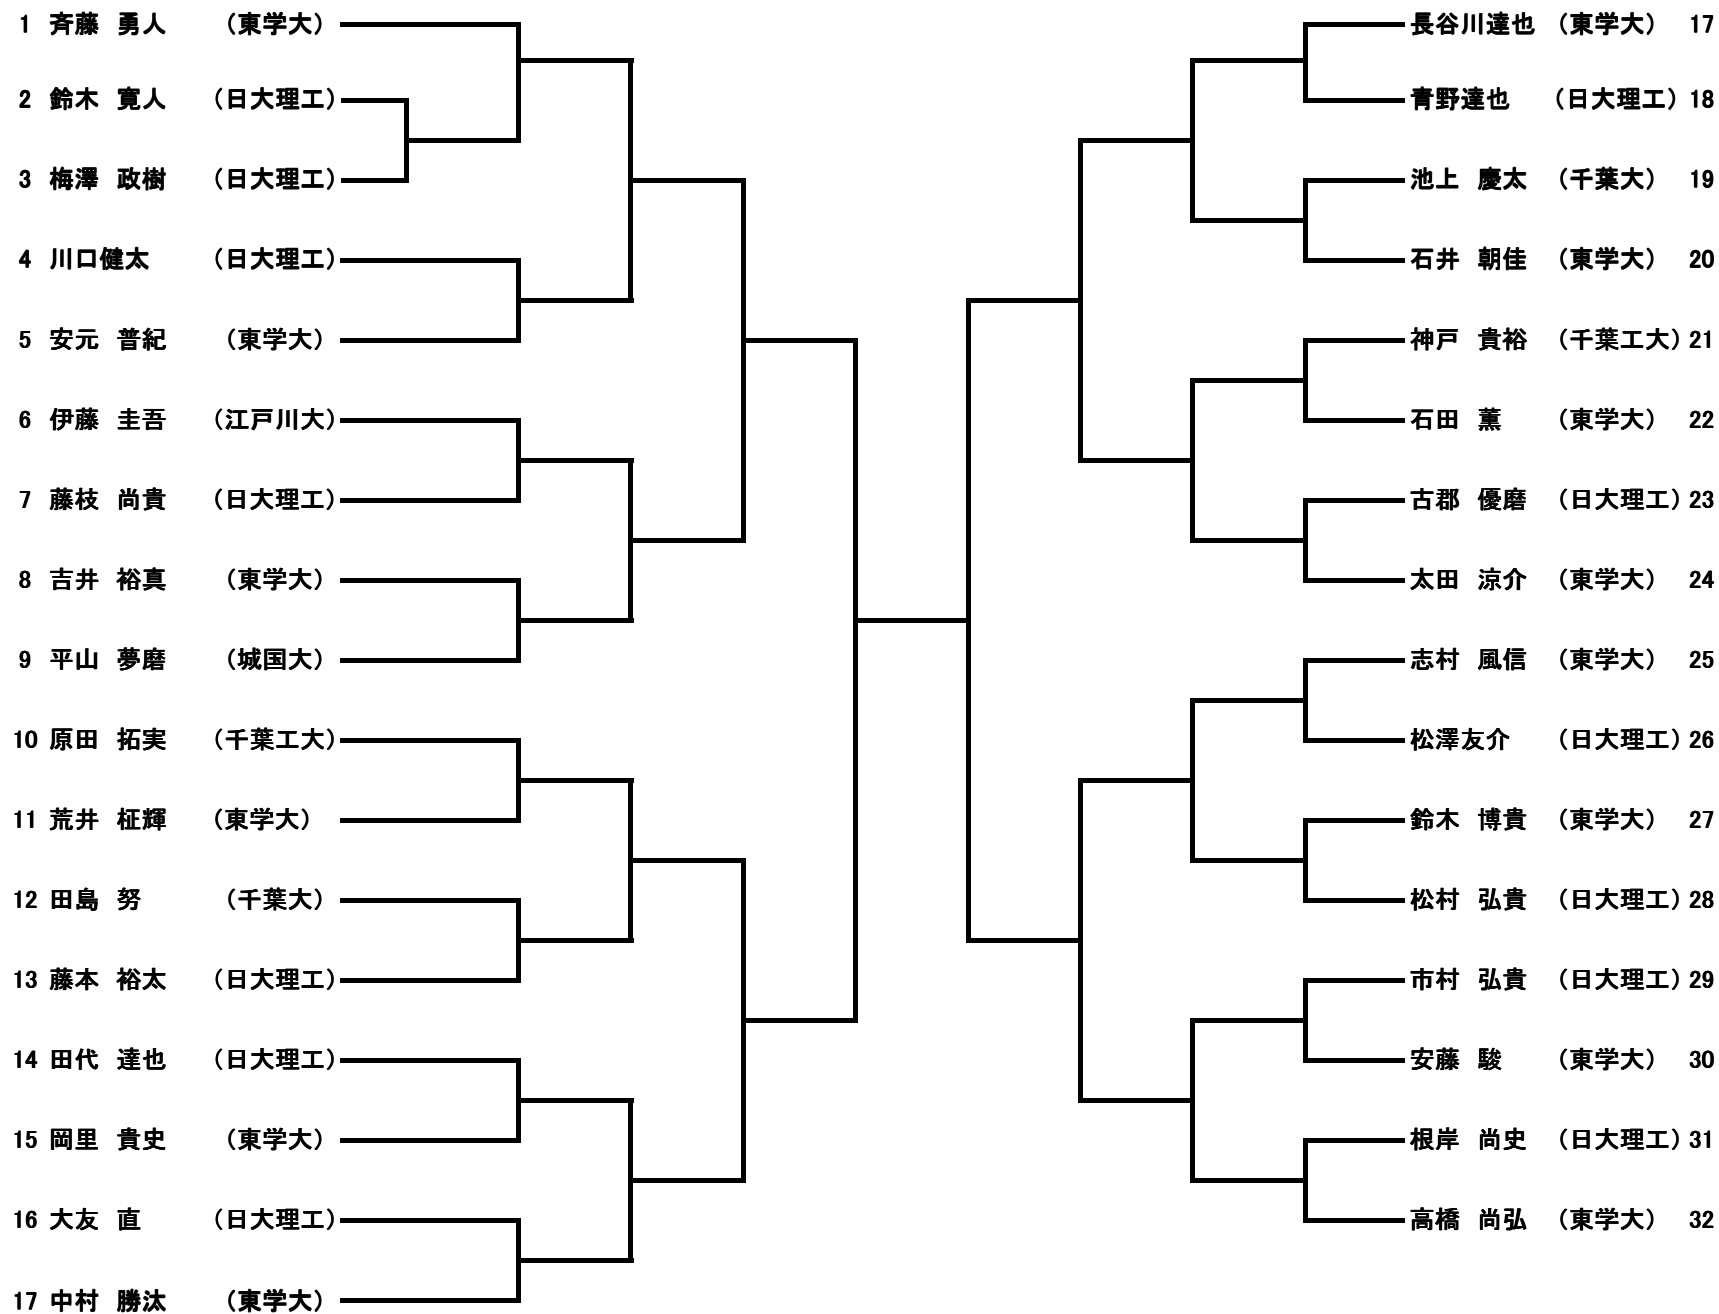 1 斉藤 勇人 (東学大)
2 鈴木 寛人 (日大理工)
3 梅澤 政樹 (日大理工)
4 川口健太 (日大理工)
5 安元 普紀 (東学大)
6 伊藤 圭吾 (江戸川大)
7 藤枝 尚貴 (日大理工)
8 吉井 裕真 (東学大)
9 平山 夢磨 (城国大)
10 原田 拓実 (千葉工大)
11 荒井 柾輝 (東学大)
12 田島 努 (千葉大)
13 藤本 裕太 (日大理工)
14 田代 達也 (日大理工)
15 岡里 貴史 (東学大)
16 大友 直 (日大理工)
17 中村 勝汰 (東学大)
長谷川達也 (東学大) 17
青野達也 (日大理工) 18
池上 慶太 (千葉大) 19
石井 朝佳 (東学大) 20
神戸 貴裕 (千葉工大) 21
石田 薫 (東学大) 22
古郡 優磨 (日大理工) 23
太田 涼介 (東学大) 24
志村 風信 (東学大) 25
松澤友介 (日大理工) 26
鈴木 博貴 (東学大) 27
松村 弘貴 (日大理工) 28
市村 弘貴 (日大理工) 29
安藤 駿 (東学大) 30
根岸 尚史 (日大理工) 31
高橋 尚弘 (東学大) 32